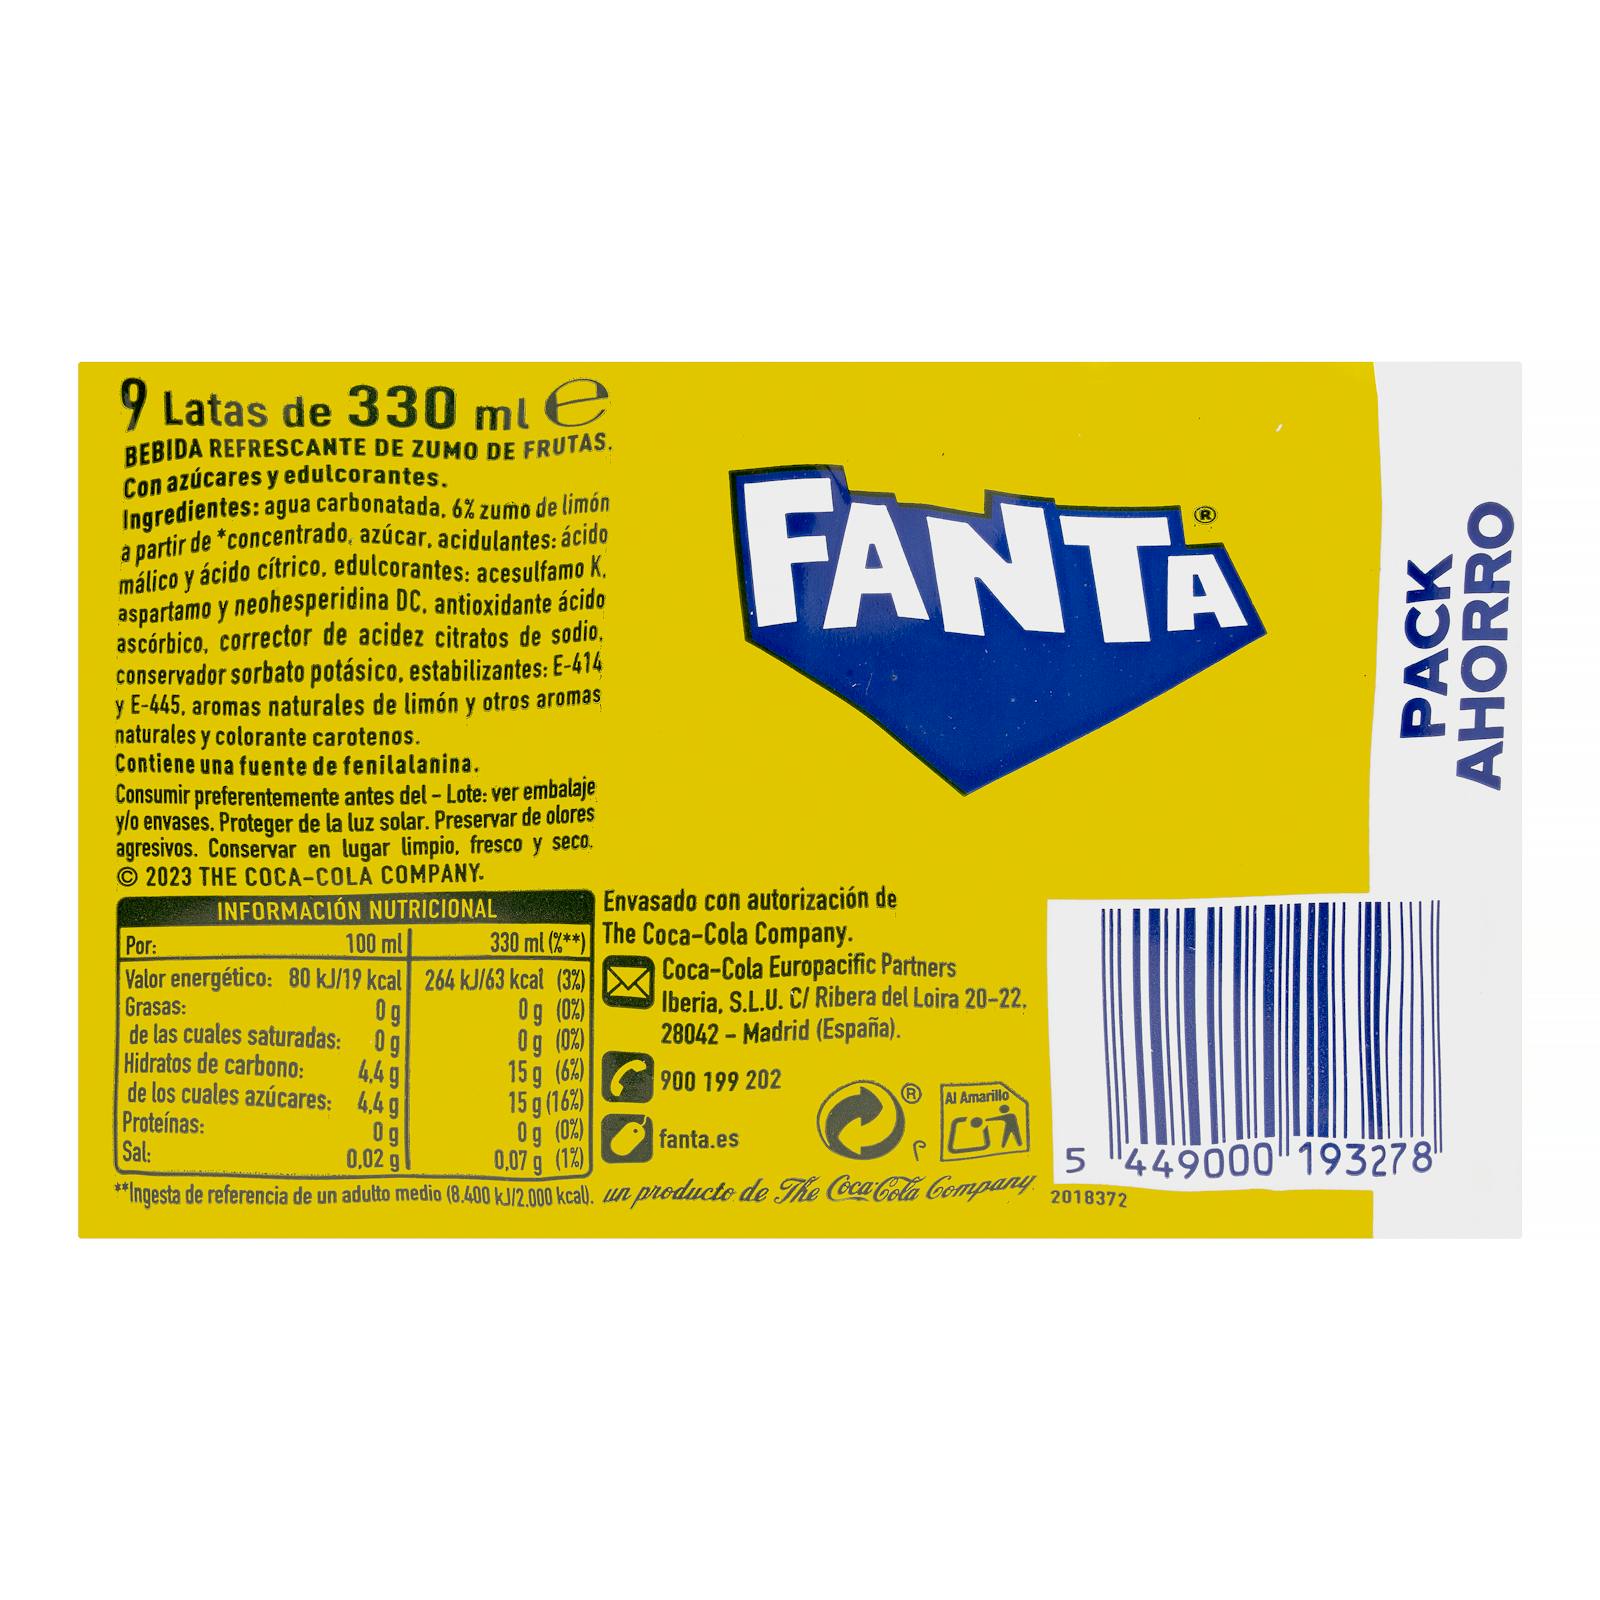 9 Latas de 330 ml ℮
BEBIDA REFRESCANTE DE ZUMO DE FRUTAS.
Con azúcares y edulcorantes.
Ingredientes: agua carbonatada, 6% zumo de limón
a partir de *concentrado, azúcar, acidulantes: ácido
málico y ácido cítrico, edulcorantes: acesulfamo K,
aspartamo y neohesperidina DC, antioxidante ácido
ascórbico, corrector de acidez citratos de sodio,
conservador sorbato potásico, estabilizantes: E-414
y E-445, aromas naturales de limón y otros aromas
naturales y colorante carotenos.
Contiene una fuente de fenilalanina.
Consumir preferentemente antes del - Lote: ver embalaje
y/o envases. Proteger de la luz solar. Preservar de olores
agresivos. Conservar en lugar limpio, fresco y seco.
© 2023 THE COCA-COLA COMPANY.
INFORMACIÓN NUTRICIONAL
Por: 100 ml 330 ml (%**)
Valor energético: 80 kJ/19 kcal 264 kJ/63 kcal (3%)
Grasas: 0 g 0 g (0%)
de las cuales saturadas: 0 g 0 g (0%)
Hidratos de carbono: 4,4 g 15 g (6%)
de los cuales azúcares: 4,4 g 15 g (16%)
Proteínas: 0 g 0 g (0%)
Sal: 0,02 g 0,07 g (1%)
**Ingesta de referencia de un adulto medio (8.400 kJ/2.000 kcal).
Envasado con autorización de
The Coca-Cola Company.
Coca-Cola Europacific Partners
Iberia, S.L.U. C/ Ribera del Loira 20-22,
28042 - Madrid (España).
900 199 202
fanta.es
®
Al Amarillo
un producto de The Coca-Cola Company.
FANTA®
PACK
AHORRO
5 449000 193278
2018372